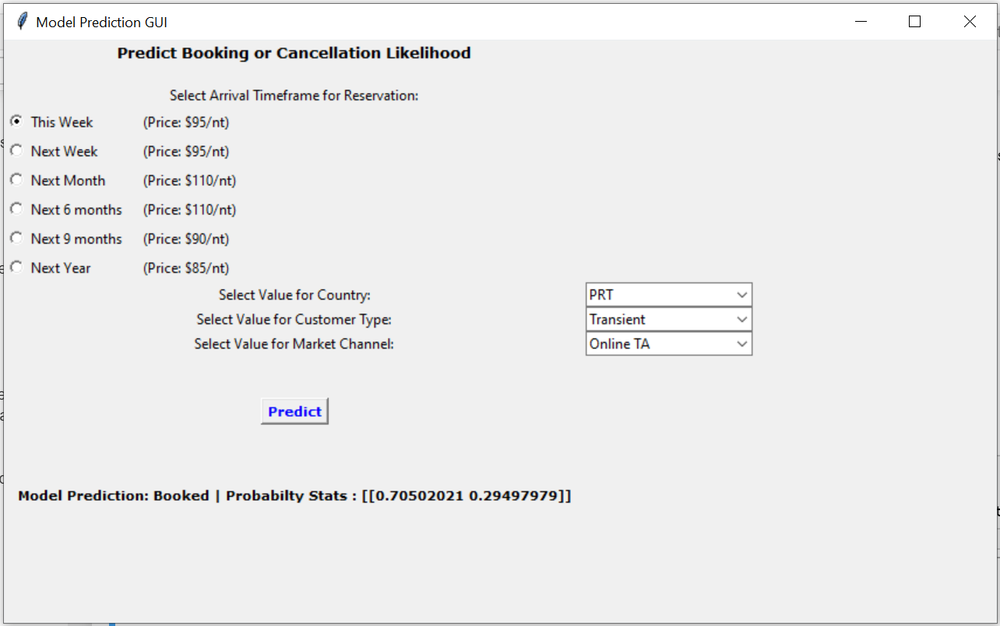 Model Prediction GUI
Predict Booking or Cancellation Likelihood
Select Arrival Timeframe for Reservation:
This Week (Price: $95/nt)
Next Week (Price: $95/nt)
Next Month (Price: $110/nt)
Next 6 months (Price: $110/nt)
Next 9 months (Price: $90/nt)
Next Year (Price: $85/nt)
Select Value for Country: PRT
Select Value for Customer Type: Transient
Select Value for Market Channel: Online TA
Predict
Model Prediction: Booked | Probabilty Stats : [[0.70502021 0.29497979]]